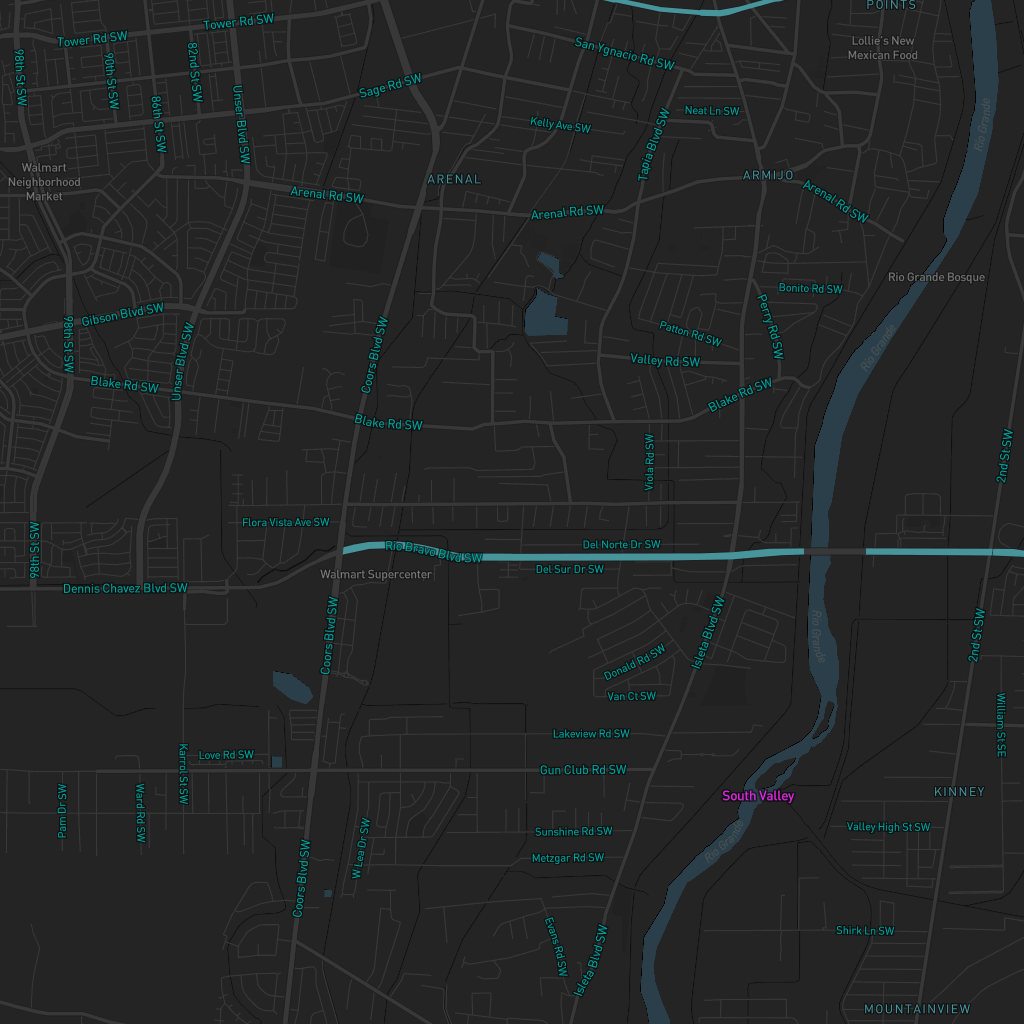 POINTS
Tower Rd SW
Tower Rd SW
Lollie's New
Mexican Food
San Ygnacio Rd SW
98th St SW
90th St SW
82nd St SW
Sage Rd SW
86th St SW
Unser Blvd SW
Neat Ln SW
Kelly Ave SW
Tapia Blvd SW
Rio Grande
Walmart
Neighborhood
Market
ARENAL
ARMIJO
Arenal Rd SW
Arenal Rd SW
Arenal Rd SW
Rio Grande Bosque
Bonito Rd SW
Gibson Blvd SW
98th St SW
Unser Blvd SW
Coors Blvd SW
Patton Rd SW
Perry Rd SW
Rio Grande
Valley Rd SW
Blake Rd SW
Blake Rd SW
Blake Rd SW
Viola Rd SW
2nd St SW
Flora Vista Ave SW
98th St SW
Rio Bravo Blvd SW
Del Norte Dr SW
Walmart Supercenter
Del Sur Dr SW
Dennis Chavez Blvd SW
Coors Blvd SW
Isleta Blvd SW
Rio Grande
2nd St SW
Donald Rd SW
Van Ct SW
William St SE
Lakeview Rd SW
Karrol St SW
Love Rd SW
Gun Club Rd SW
South Valley
KINNEY
Pam Dr SW
Ward Rd SW
W Lea Dr SW
Sunshine Rd SW
Valley High St SW
Rio Grande
Metzgar Rd SW
Coors Blvd SW
Evans Rd SW
Isleta Blvd SW
Shirk Ln SW
MOUNTAINVIEW